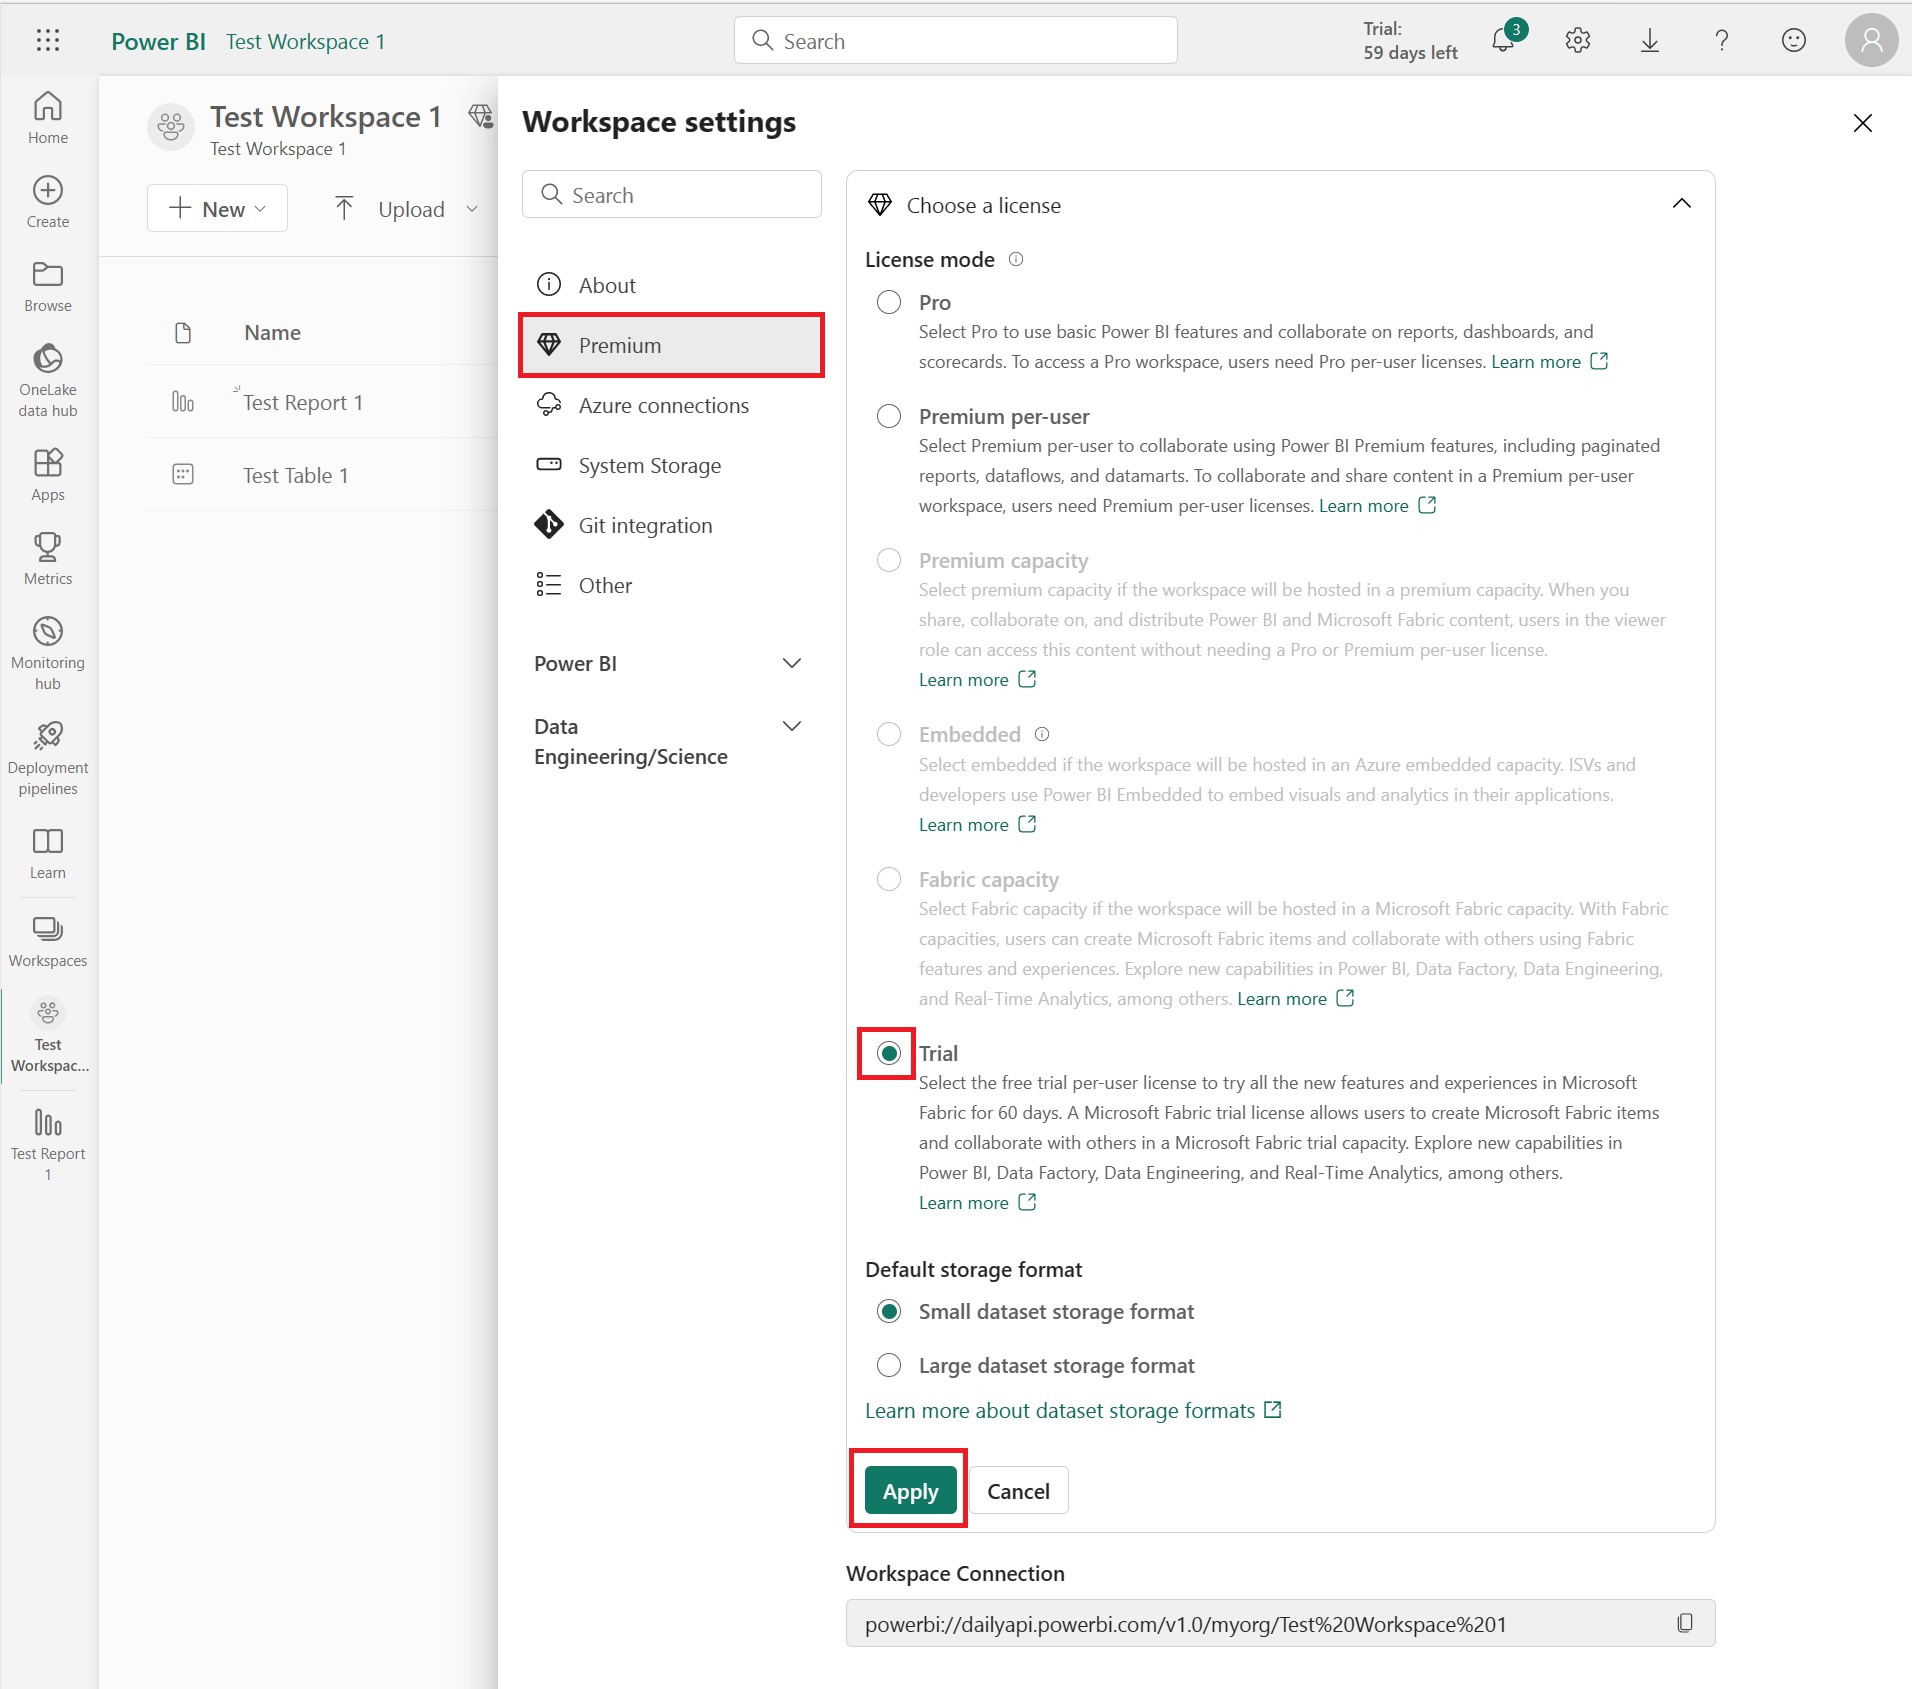 Power BI
Test Workspace 1
Search
Trial:
59 days left
3
Home
Create
Browse
OneLake
data hub
Apps
Metrics
Monitoring
hub
Deployment
pipelines
Learn
Workspaces
Test
Workspac...
Test Report
1
Test Workspace 1
Test Workspace 1
New
Upload
Name
Test Report 1
Test Table 1
Workspace settings
Search
About
Premium
Azure connections
System Storage
Git integration
Other
Power BI
Data
Engineering/Science
Choose a license
License mode
Pro
Select Pro to use basic Power BI features and collaborate on reports, dashboards, and
scorecards. To access a Pro workspace, users need Pro per-user licenses. Learn more
Premium per-user
Select Premium per-user to collaborate using Power BI Premium features, including paginated
reports, dataflows, and datamarts. To collaborate and share content in a Premium per-user
workspace, users need Premium per-user licenses. Learn more
Premium capacity
Select premium capacity if the workspace will be hosted in a premium capacity. When you
share, collaborate on, and distribute Power BI and Microsoft Fabric content, users in the viewer
role can access this content without needing a Pro or Premium per-user license.
Learn more
Embedded
Select embedded if the workspace will be hosted in an Azure embedded capacity. ISVs and
developers use Power BI Embedded to embed visuals and analytics in their applications.
Learn more
Fabric capacity
Select Fabric capacity if the workspace will be hosted in a Microsoft Fabric capacity. With Fabric
capacities, users can create Microsoft Fabric items and collaborate with others using Fabric
features and experiences. Explore new capabilities in Power BI, Data Factory, Data Engineering,
and Real-Time Analytics, among others. Learn more
Trial
Select the free trial per-user license to try all the new features and experiences in Microsoft
Fabric for 60 days. A Microsoft Fabric trial license allows users to create Microsoft Fabric items
and collaborate with others in a Microsoft Fabric trial capacity. Explore new capabilities in
Power BI, Data Factory, Data Engineering, and Real-Time Analytics, among others.
Learn more
Default storage format
Small dataset storage format
Large dataset storage format
Learn more about dataset storage formats
Apply
Cancel
Workspace Connection
powerbi://dailyapi.powerbi.com/v1.0/myorg/Test%20Workspace%201